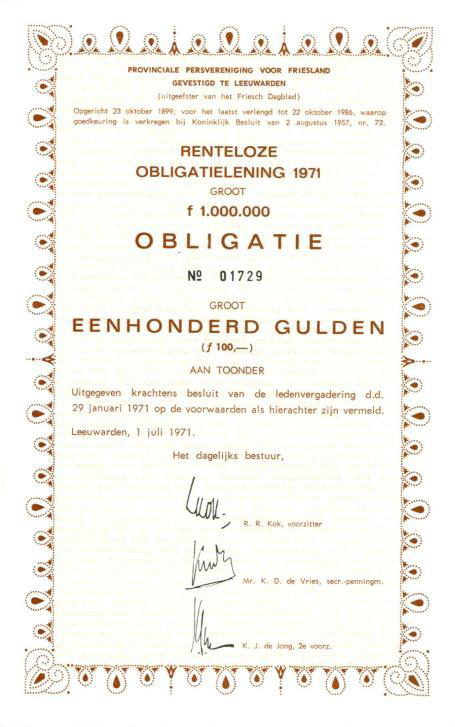 PROVINCIALE PERSVERENIGING VOOR FRIESLAND
GEVESTIGD TE LEEUWARDEN
(uitgeefster van het Friesch Dagblad)
Opgericht 23 oktober 1899; voor het laatst verlengd tot 22 oktober 1986, waarop
goedkeuring is verkregen bij Koninklijk Besluit van 2 augustus 1957, nr. 73.
RENTELOZE
OBLIGATIELENING 1971
GROOT
f 1.000.000
OBLIGATIE
Nº 01729
GROOT
EENHONDERD GULDEN
(ƒ 100,—)
AAN TOONDER
Uitgegeven krachtens besluit van de ledenvergadering d.d.
29 januari 1971 op de voorwaarden als hierachter zijn vermeld.
Leeuwarden, 1 juli 1971.
Het dagelijks bestuur,
R. R. Kok, voorzitter
Mr. K. D. de Vries, secr.-penningm.
K. J. de Jong, 2e voorz.